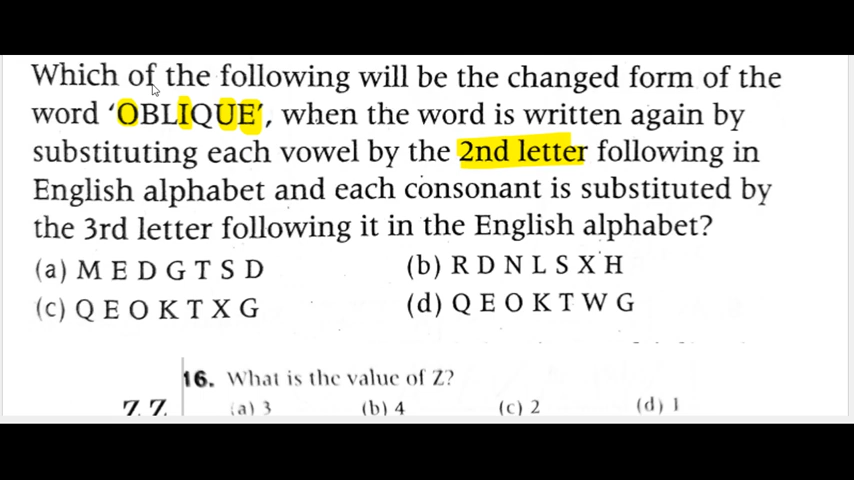 Which of the following will be the changed form of the
word ‘OBLIQUE’, when the word is written again by
substituting each vowel by the 2nd letter following in
English alphabet and each consonant is substituted by
the 3rd letter following it in the English alphabet?
(a) M E D G T S D (b) R D N L S X H
(c) Q E O K T X G (d) Q E O K T W G
16. What is the value of Z?
Z Z (a) 3 (b) 4 (c) 2 (d) 1